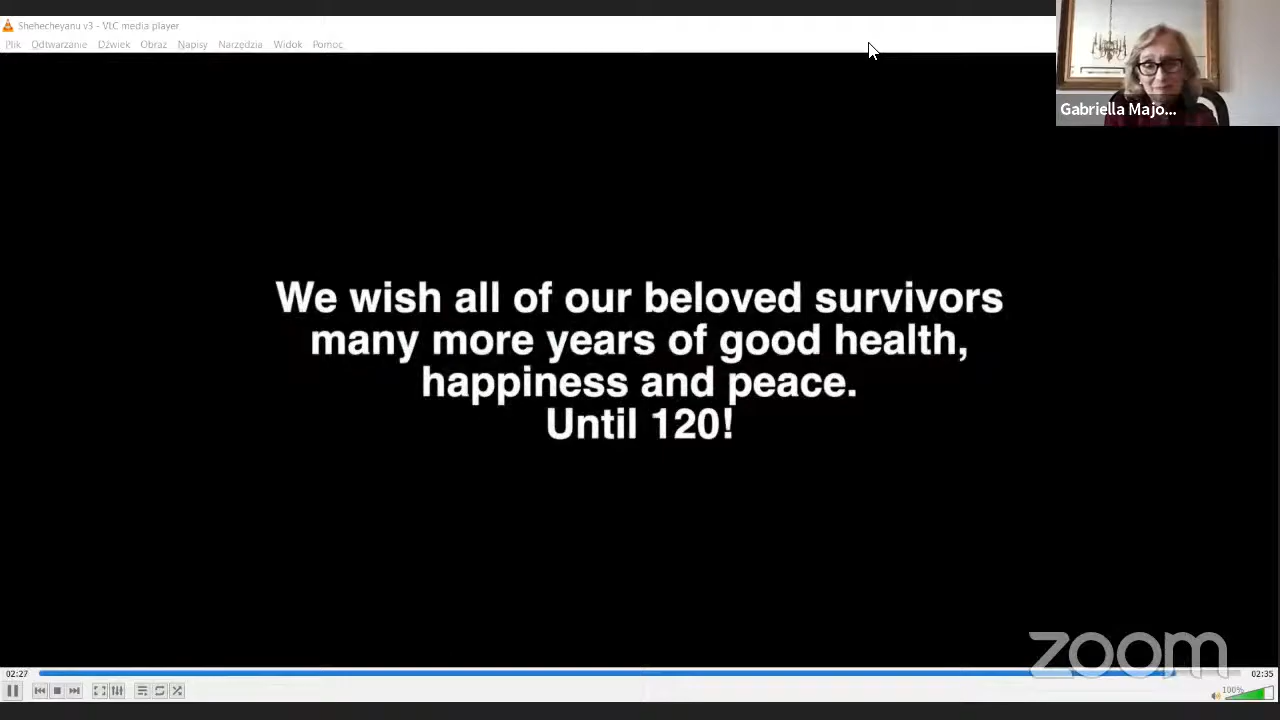 Shehecheyanu v3 - VLC media player
Plik Odtwarzanie Dźwięk Obraz Napisy Narzędzia Widok Pomoc
Gabriella Majo...
We wish all of our beloved survivors
many more years of good health,
happiness and peace.
Until 120!
zoom
02:27
02:35
100%